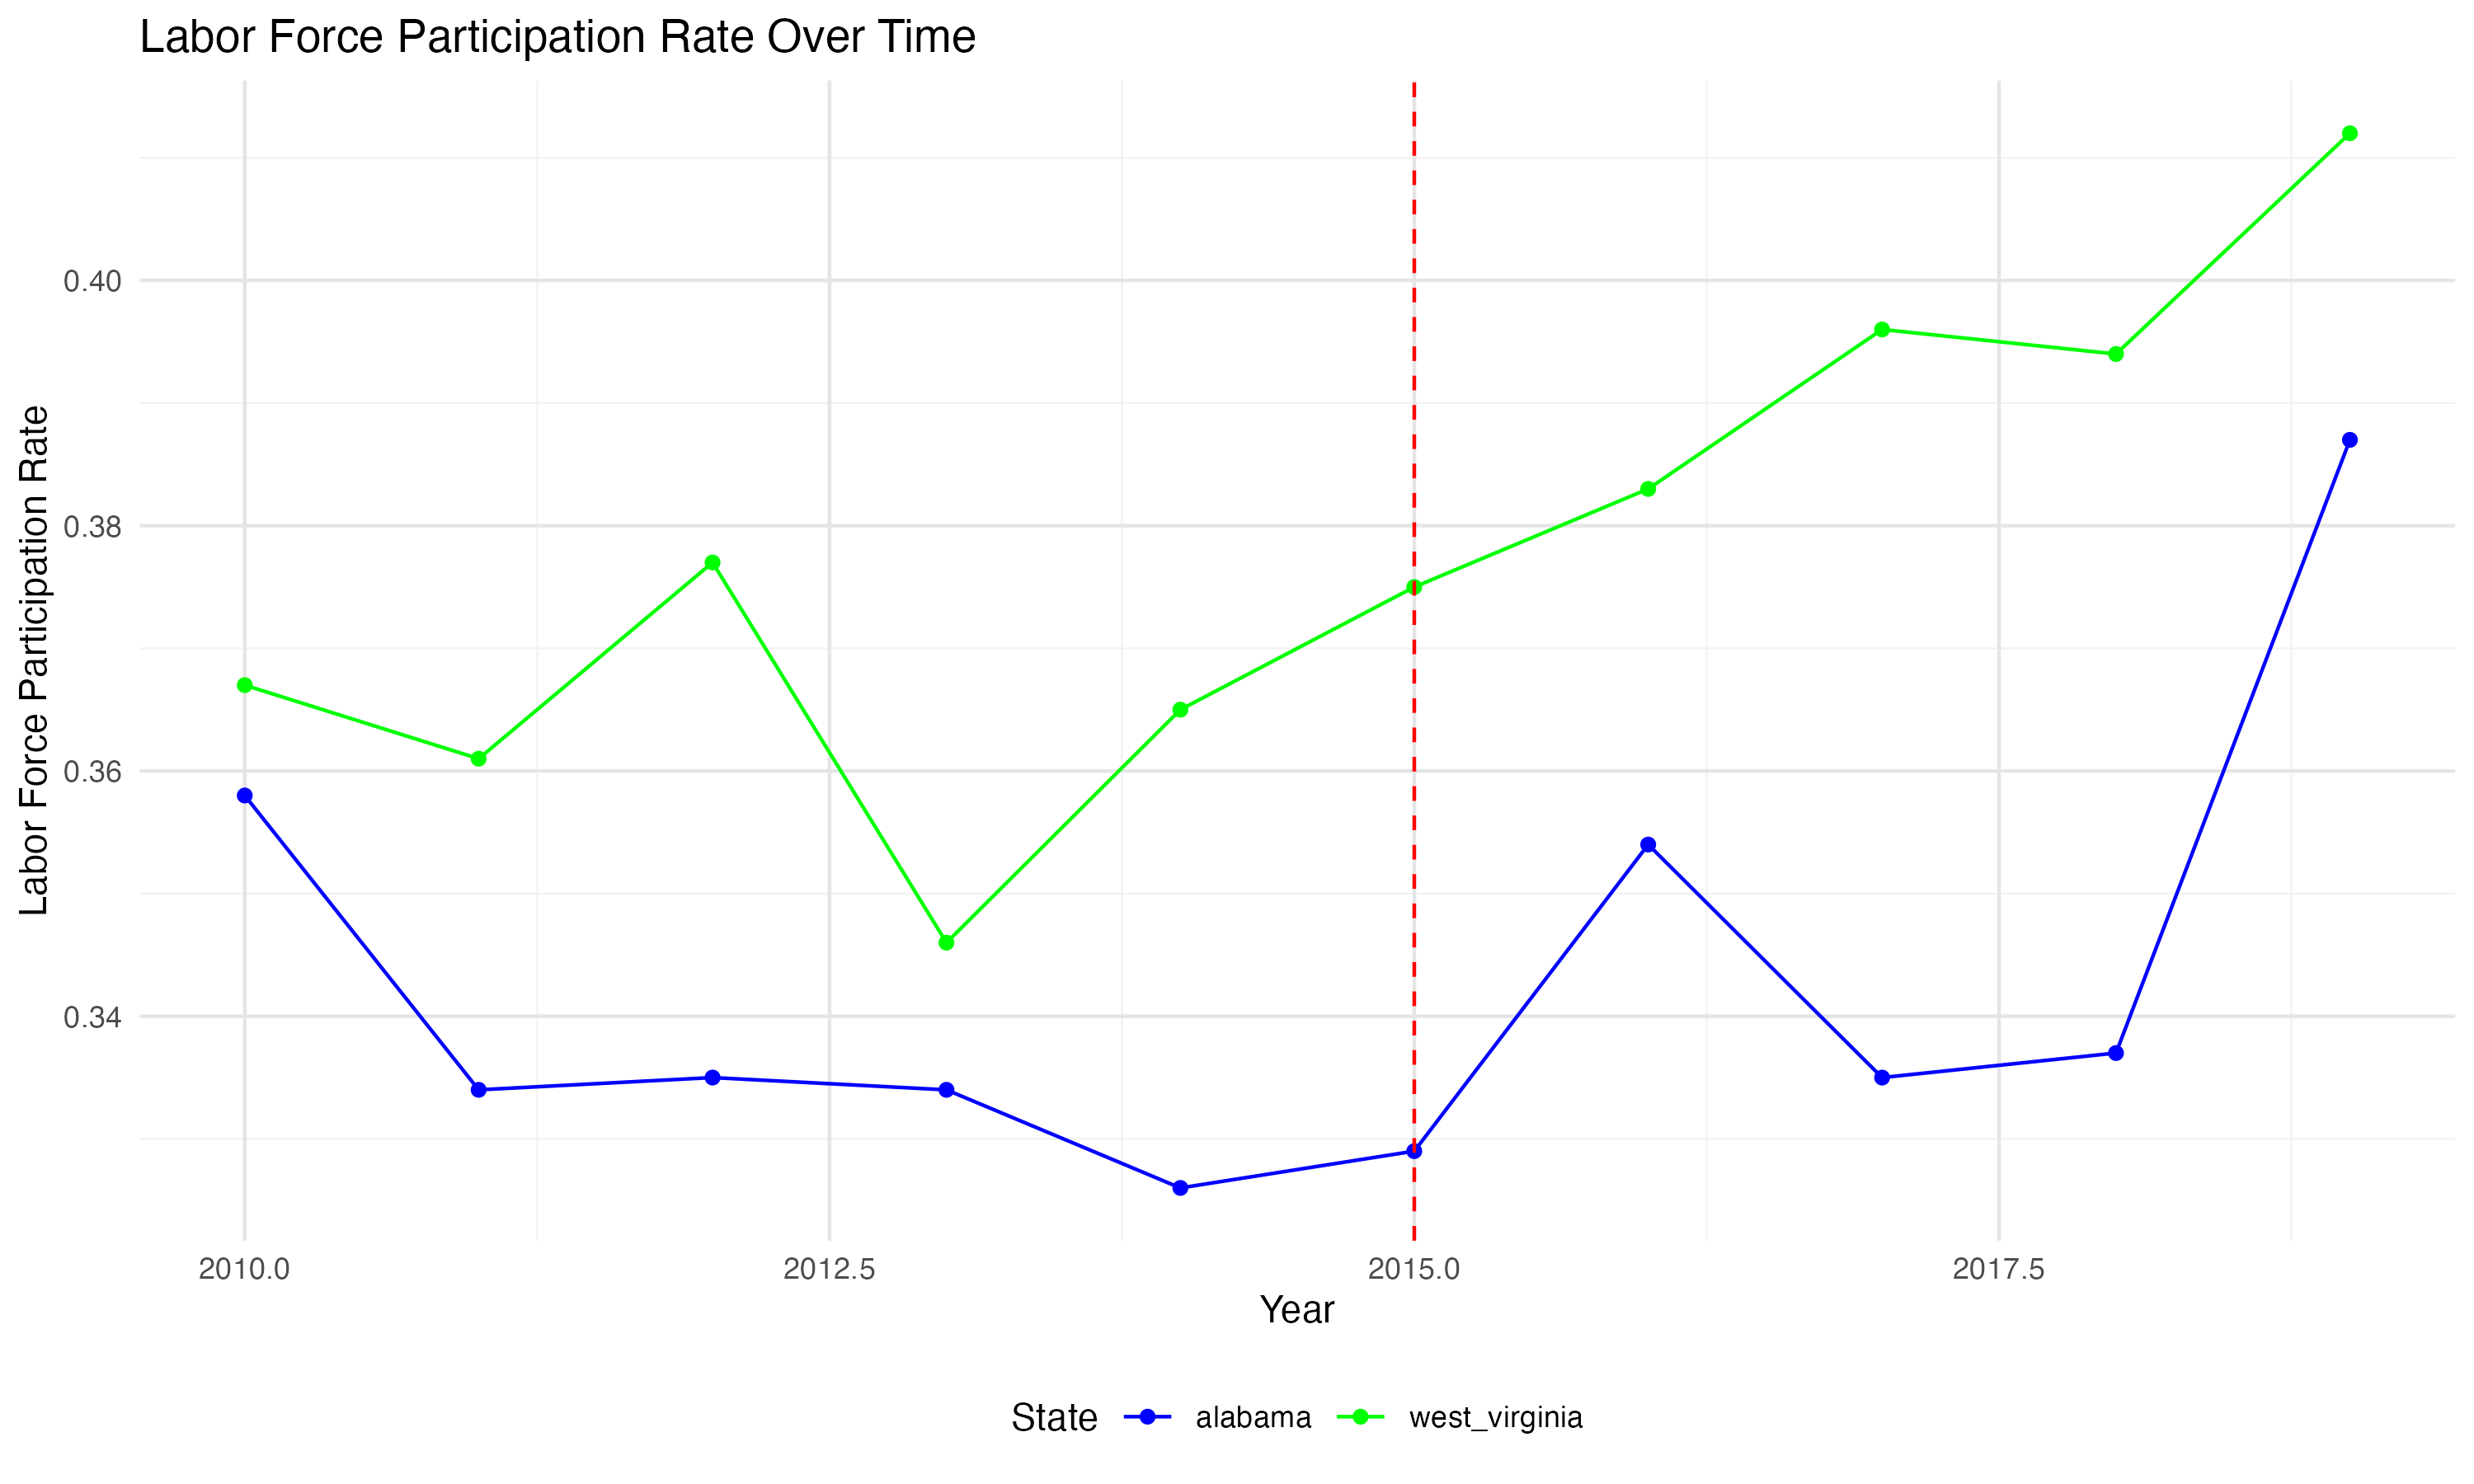 Labor Force Participation Rate Over Time
Labor Force Participation Rate
0.40
0.38
0.36
0.34
2010.0 2012.5 2015.0 2017.5
Year
State alabama west_virginia